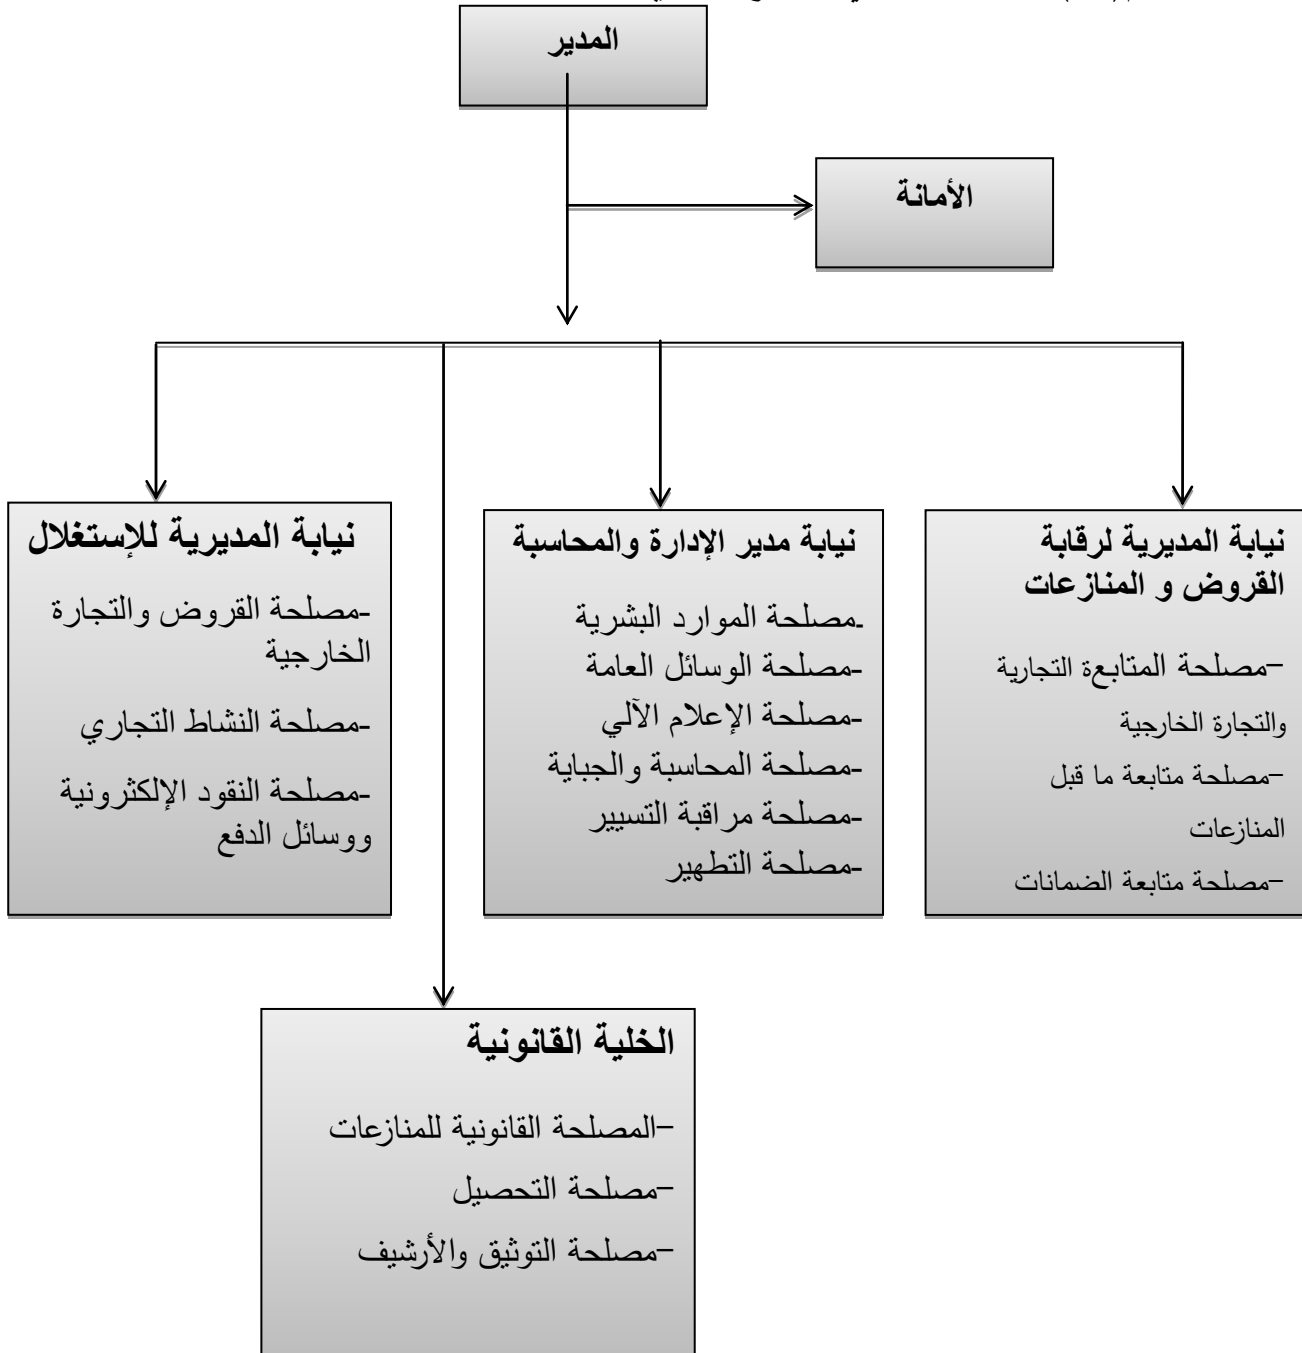 المدير
الأمانة
نيابة المديرية لرقابة
القروض و المنازعات
–مصلحة المتابعة التجارية
والتجارة الخارجية
–مصلحة متابعة ما قبل
المنازعات
–مصلحة متابعة الضمانات
نيابة مدير الإدارة والمحاسبة
-مصلحة الموارد البشرية
-مصلحة الوسائل العامة
-مصلحة الإعلام الآلي
-مصلحة المحاسبة والجباية
-مصلحة مراقبة التسيير
-مصلحة التطهير
نيابة المديرية للإستغلال
-مصلحة القروض والتجارة
الخارجية
-مصلحة النشاط التجاري
-مصلحة النقود الإلكثرونية
ووسائل الدفع
الخلية القانونية
–المصلحة القانونية للمنازعات
–مصلحة التحصيل
–مصلحة التوثيق والأرشيف